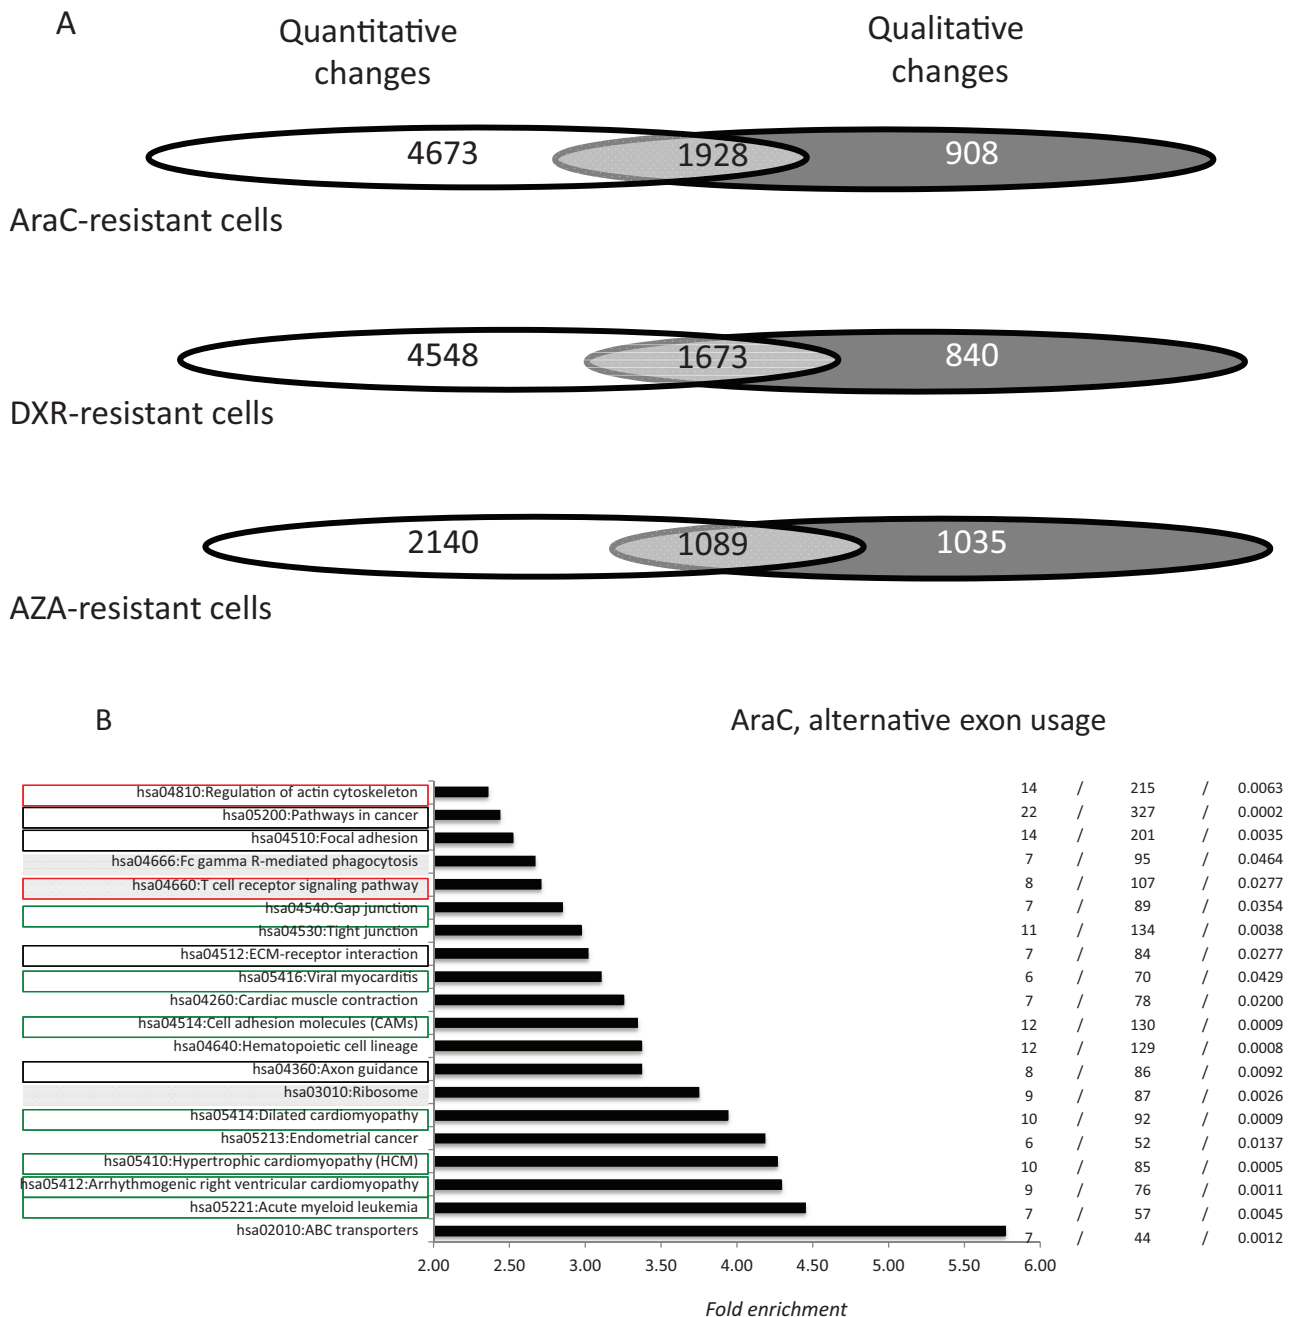 A
Quantitative changes
Qualitative changes
4673 1928 908
AraC-resistant cells
4548 1673 840
DXR-resistant cells
2140 1089 1035
AZA-resistant cells
B
AraC, alternative exon usage
hsa04810:Regulation of actin cytoskeleton 14 / 215 / 0.0063
hsa05200:Pathways in cancer 22 / 327 / 0.0002
hsa04510:Focal adhesion 14 / 201 / 0.0035
hsa04666:Fc gamma R-mediated phagocytosis 7 / 95 / 0.0464
hsa04660:T cell receptor signaling pathway 8 / 107 / 0.0277
hsa04540:Gap junction 7 / 89 / 0.0354
hsa04530:Tight junction 11 / 134 / 0.0038
hsa04512:ECM-receptor interaction 7 / 84 / 0.0277
hsa05416:Viral myocarditis 6 / 70 / 0.0429
hsa04260:Cardiac muscle contraction 7 / 78 / 0.0200
hsa04514:Cell adhesion molecules (CAMs) 12 / 130 / 0.0009
hsa04640:Hematopoietic cell lineage 12 / 129 / 0.0008
hsa04360:Axon guidance 8 / 86 / 0.0092
hsa03010:Ribosome 9 / 87 / 0.0026
hsa05414:Dilated cardiomyopathy 10 / 92 / 0.0009
hsa05213:Endometrial cancer 6 / 52 / 0.0137
hsa05410:Hypertrophic cardiomyopathy (HCM) 10 / 85 / 0.0005
hsa05412:Arrhythmogenic right ventricular cardiomyopathy 9 / 76 / 0.0011
hsa05221:Acute myeloid leukemia 7 / 57 / 0.0045
hsa02010:ABC transporters 7 / 44 / 0.0012
2.00 2.50 3.00 3.50 4.00 4.50 5.00 5.50 6.00
Fold enrichment